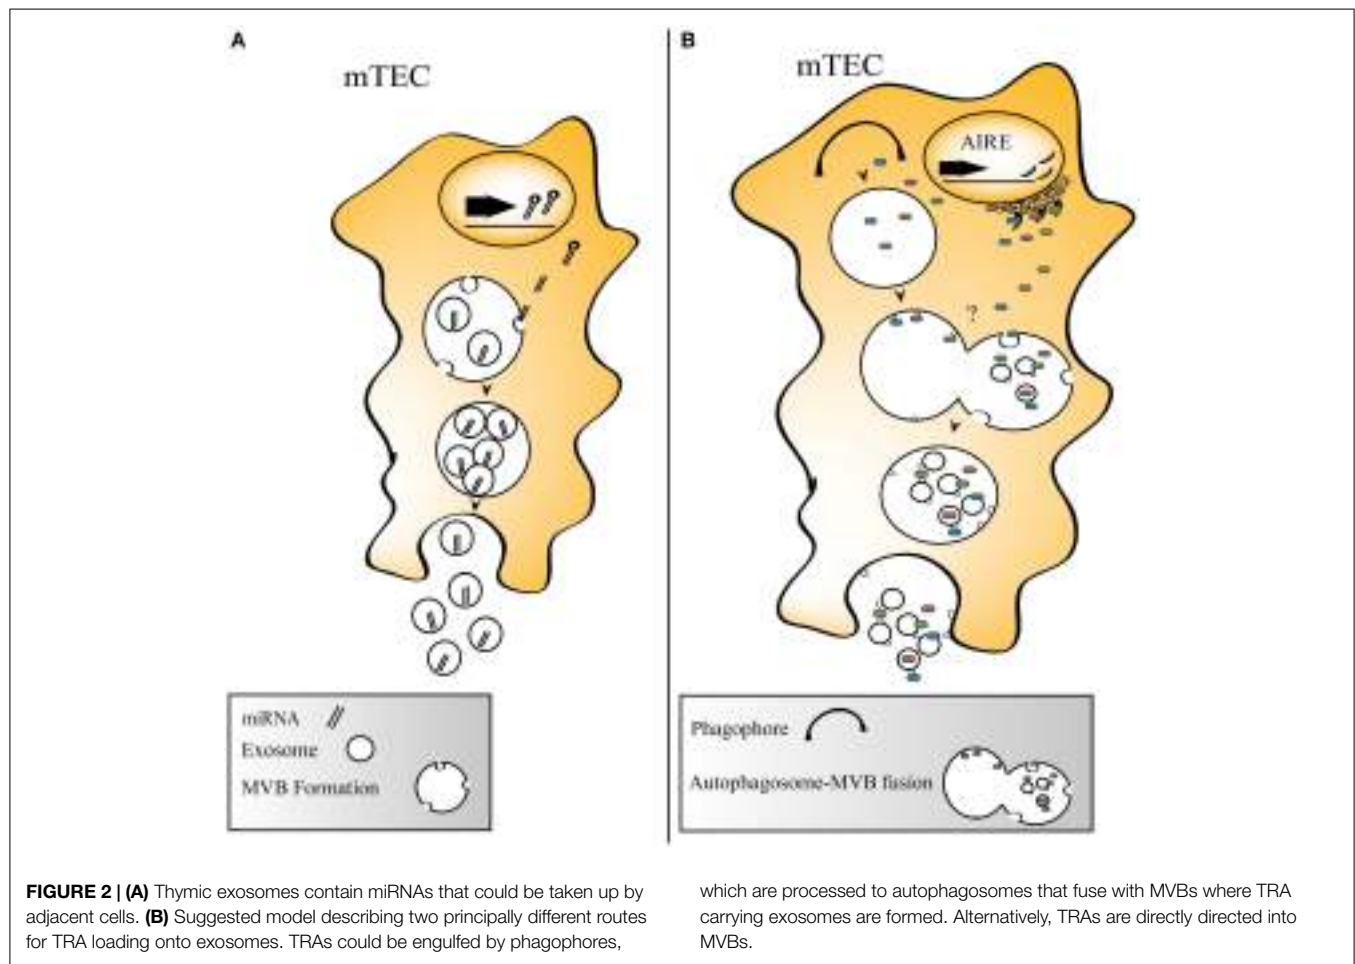 A
mTEC
miRNA
Exosome
MVB Formation
B
mTEC
AIRE
?
Phagophore
Autophagosome-MVB fusion
FIGURE 2 | (A) Thymic exosomes contain miRNAs that could be taken up by
adjacent cells. (B) Suggested model describing two principally different routes
for TRA loading onto exosomes. TRAs could be engulfed by phagophores,
which are processed to autophagosomes that fuse with MVBs where TRA
carrying exosomes are formed. Alternatively, TRAs are directly directed into
MVBs.